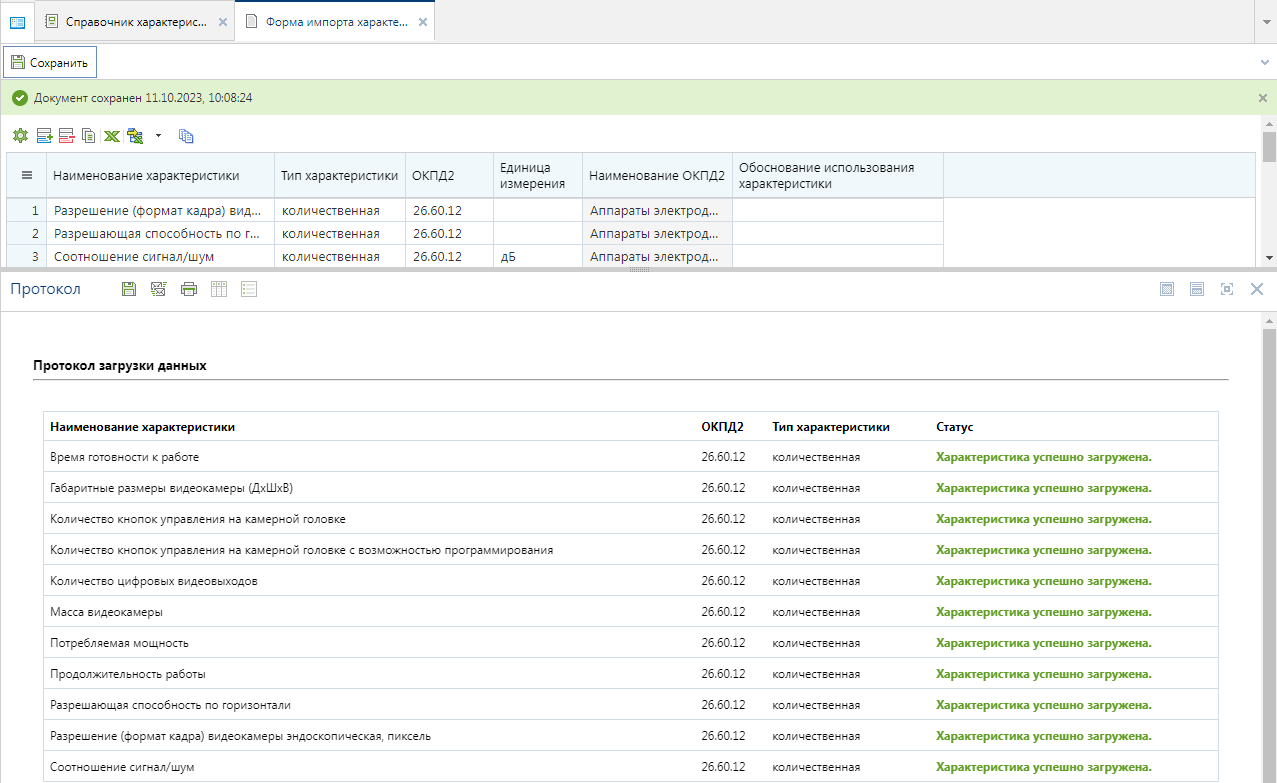 Справочник характерис...
Форма импорта характе...
Сохранить
Документ сохранен 11.10.2023, 10:08:24
Наименование характеристики Тип характеристики ОКПД2 Единица измерения Наименование ОКПД2 Обоснование использования характеристики
1 Разрешение (формат кадра) вид... количественная 26.60.12 Аппараты электрод...
2 Разрешающая способность по г... количественная 26.60.12 Аппараты электрод...
3 Соотношение сигнал/шум количественная 26.60.12 дБ Аппараты электрод...
Протокол
Протокол загрузки данных
Наименование характеристики ОКПД2 Тип характеристики Статус
Время готовности к работе 26.60.12 количественная Характеристика успешно загружена.
Габаритные размеры видеокамеры (ДхШхВ) 26.60.12 количественная Характеристика успешно загружена.
Количество кнопок управления на камерной головке 26.60.12 количественная Характеристика успешно загружена.
Количество кнопок управления на камерной головке с возможностью программирования 26.60.12 количественная Характеристика успешно загружена.
Количество цифровых видеовыходов 26.60.12 количественная Характеристика успешно загружена.
Масса видеокамеры 26.60.12 количественная Характеристика успешно загружена.
Потребляемая мощность 26.60.12 количественная Характеристика успешно загружена.
Продолжительность работы 26.60.12 количественная Характеристика успешно загружена.
Разрешающая способность по горизонтали 26.60.12 количественная Характеристика успешно загружена.
Разрешение (формат кадра) видеокамеры эндоскопическая, пиксель 26.60.12 количественная Характеристика успешно загружена.
Соотношение сигнал/шум 26.60.12 количественная Характеристика успешно загружена.